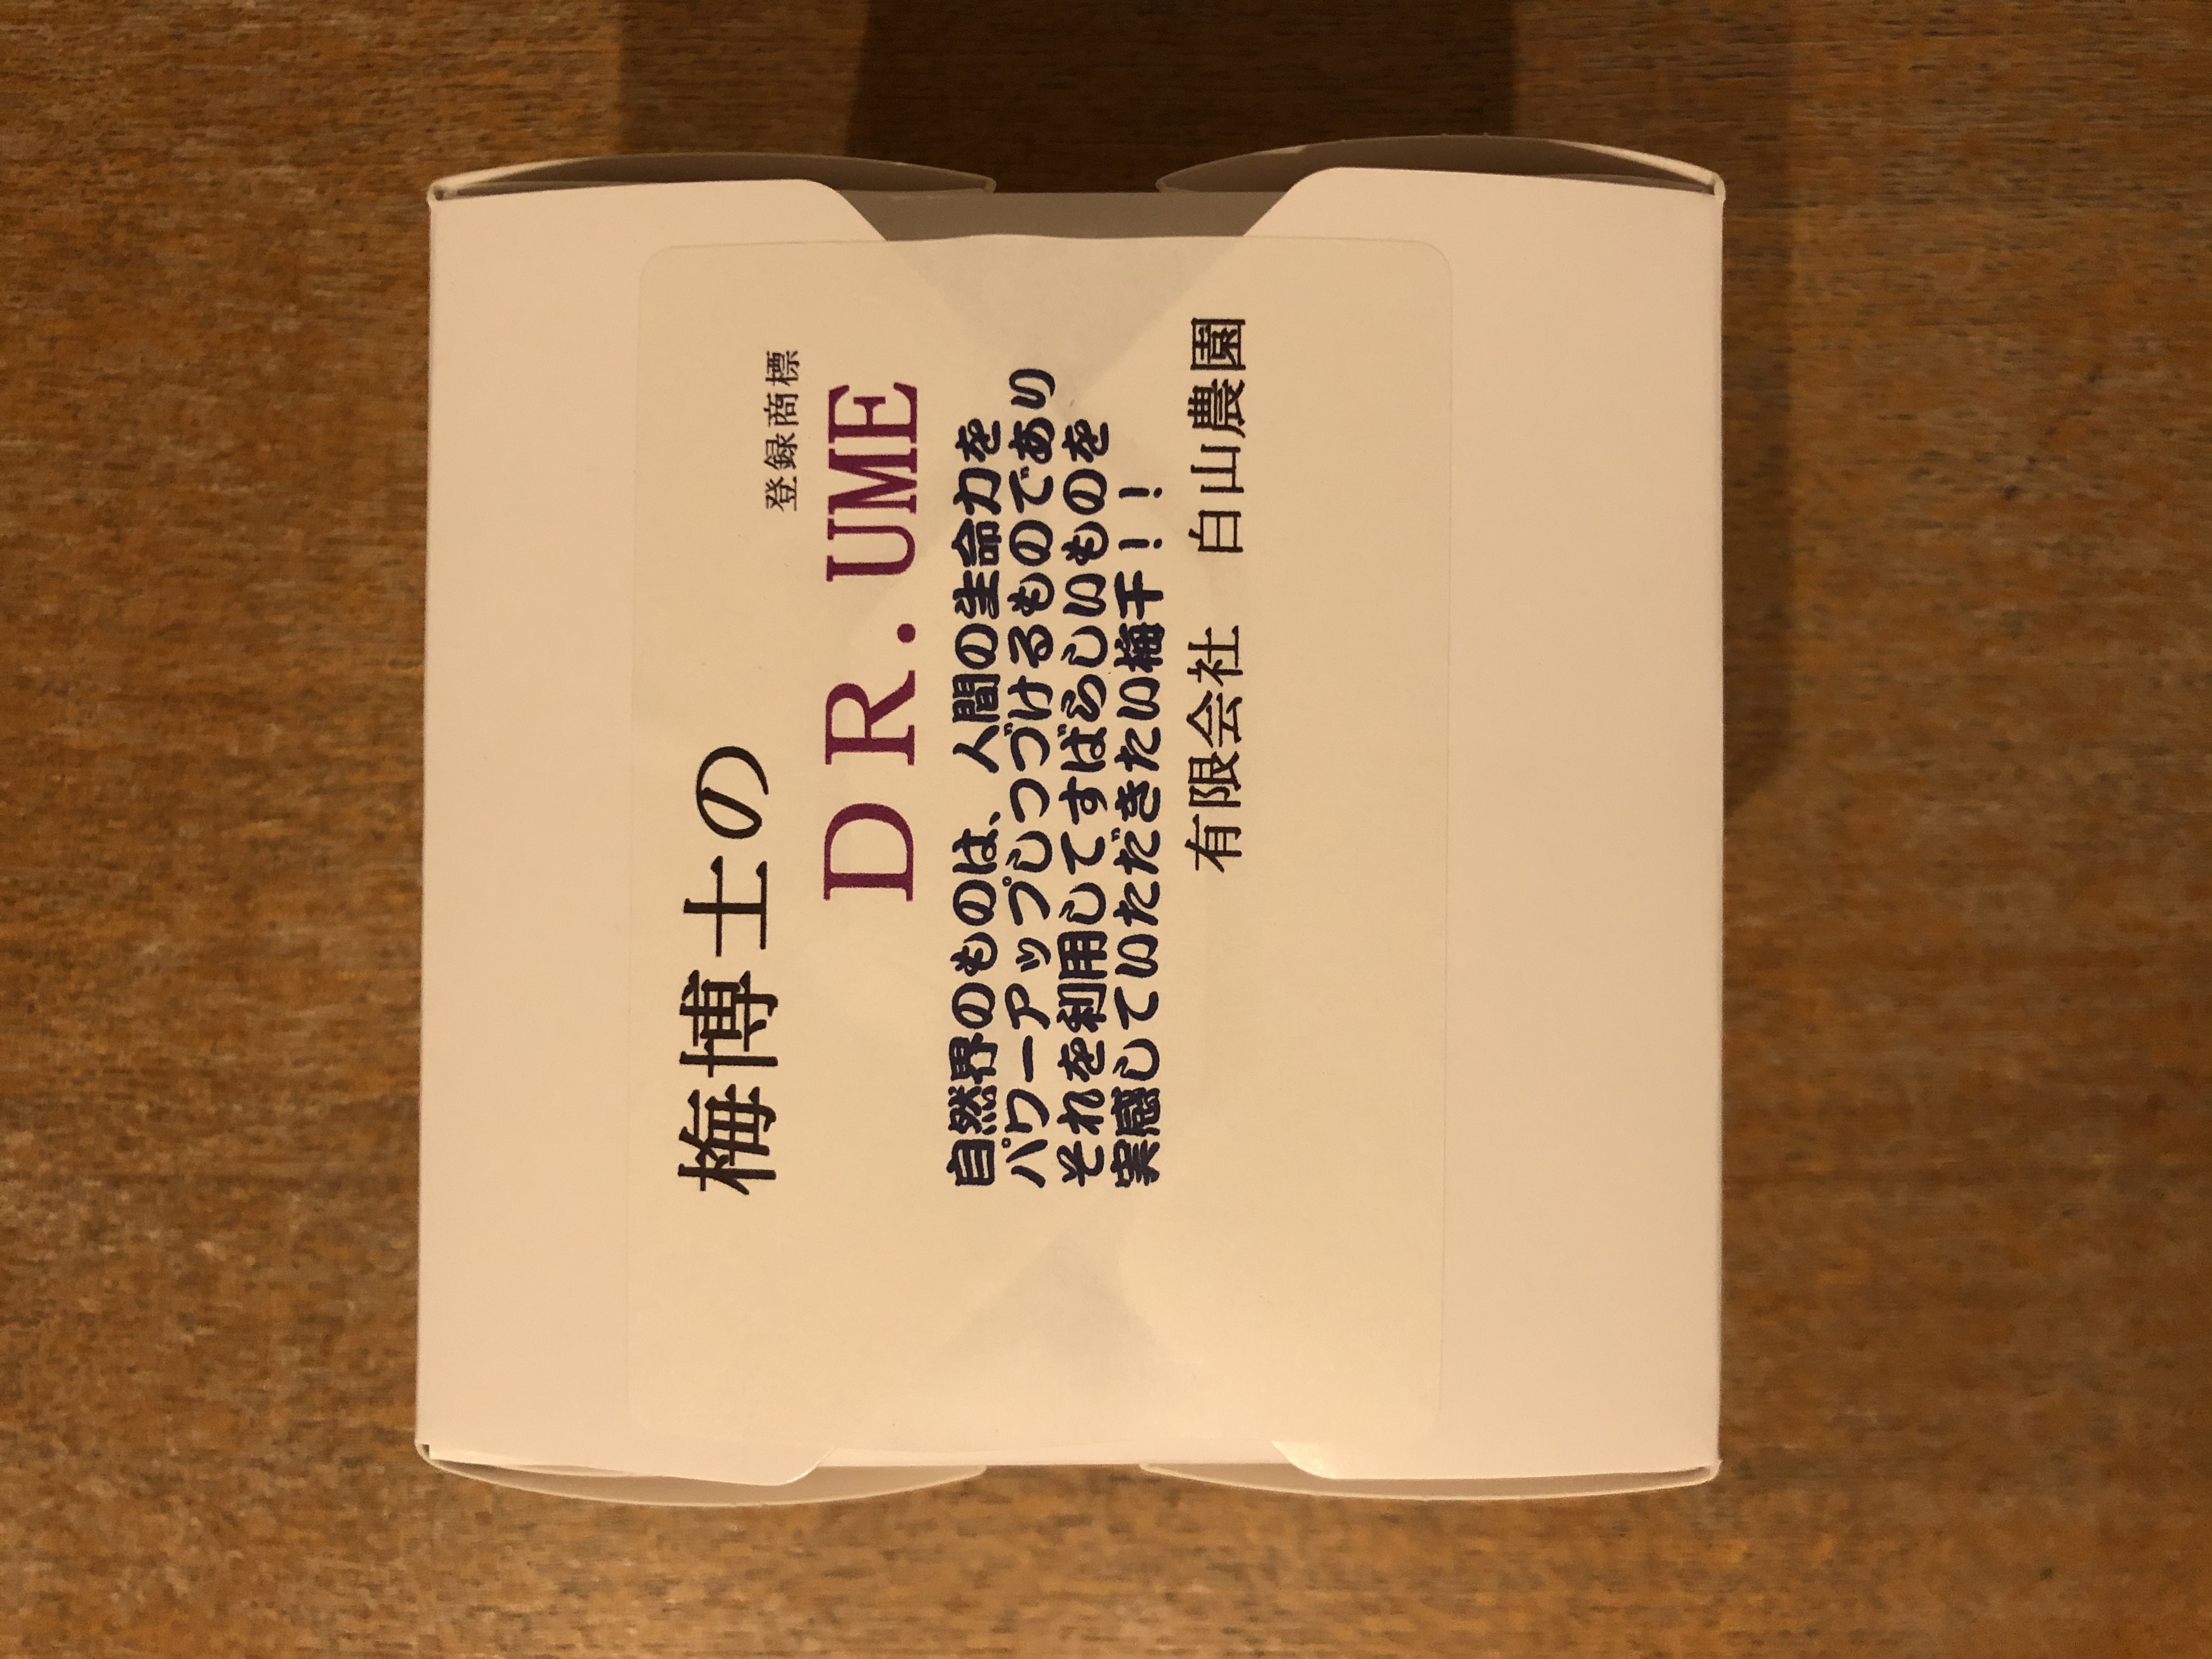 梅博士の
登録商標
DR.UME
自然界のものは、人間の生命力を
パワーアップしつづけるものであり
それを利用してすばらしいものを
実感していただきたい梅干!!
有限会社 白山農園